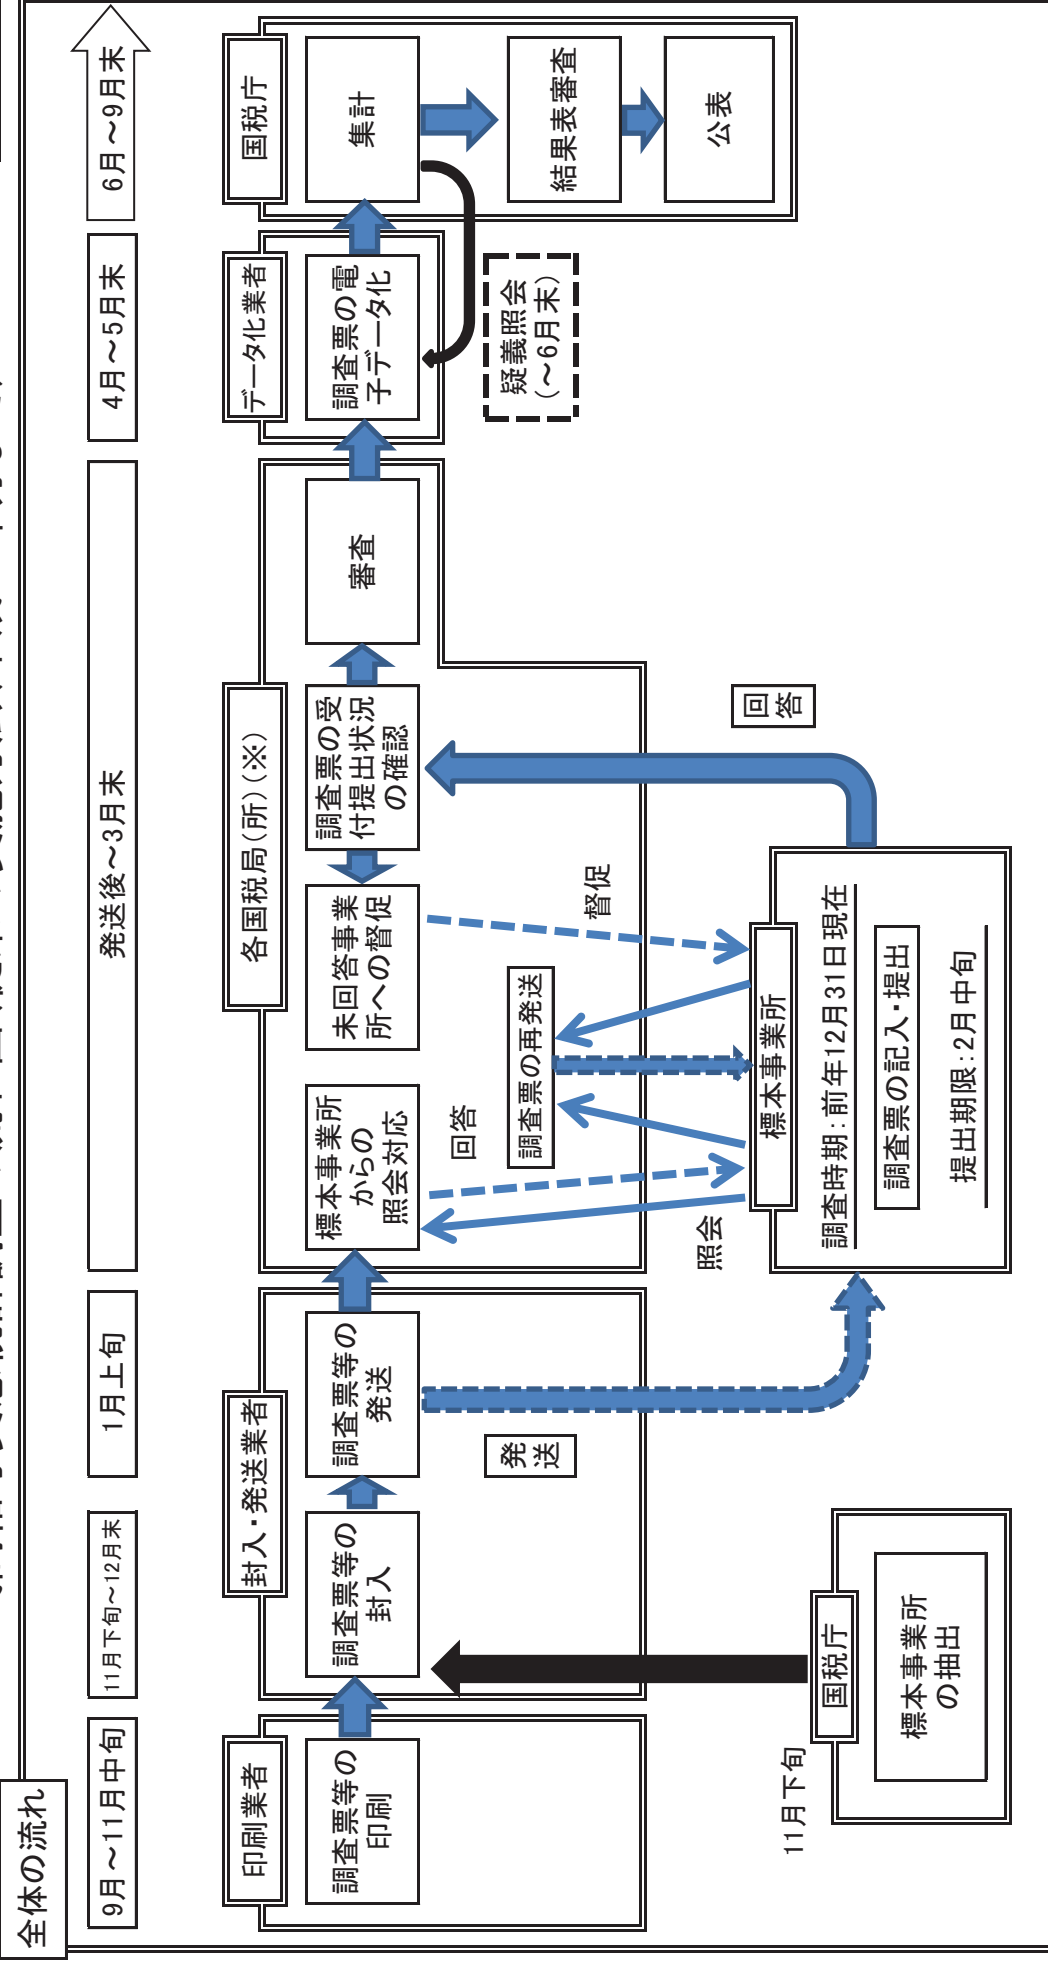 全体の流れ
9月～11月中旬
11月下旬～12月末
1月上旬
発送後～3月末
4月～5月末
6月～9月末
印刷業者
調査票等の
印刷
封入・発送業者
調査票等の
封入
調査票等の
発送
発
送
各国税局(所)(※)
標本事業所
からの
照会対応
未回答事業
所への督促
調査票の受
付提出状況
の確認
審査
回答
調査票の再発送
督促
照会
回
答
データ化業者
調査票の電
子データ化
疑義照会
(～6月末)
国税庁
集計
結果表審査
公表
11月下旬
国税庁
標本事業所
の抽出
標本事業所
調査時期：前年12月31日現在
調査票の記入・提出
提出期限：2月中旬